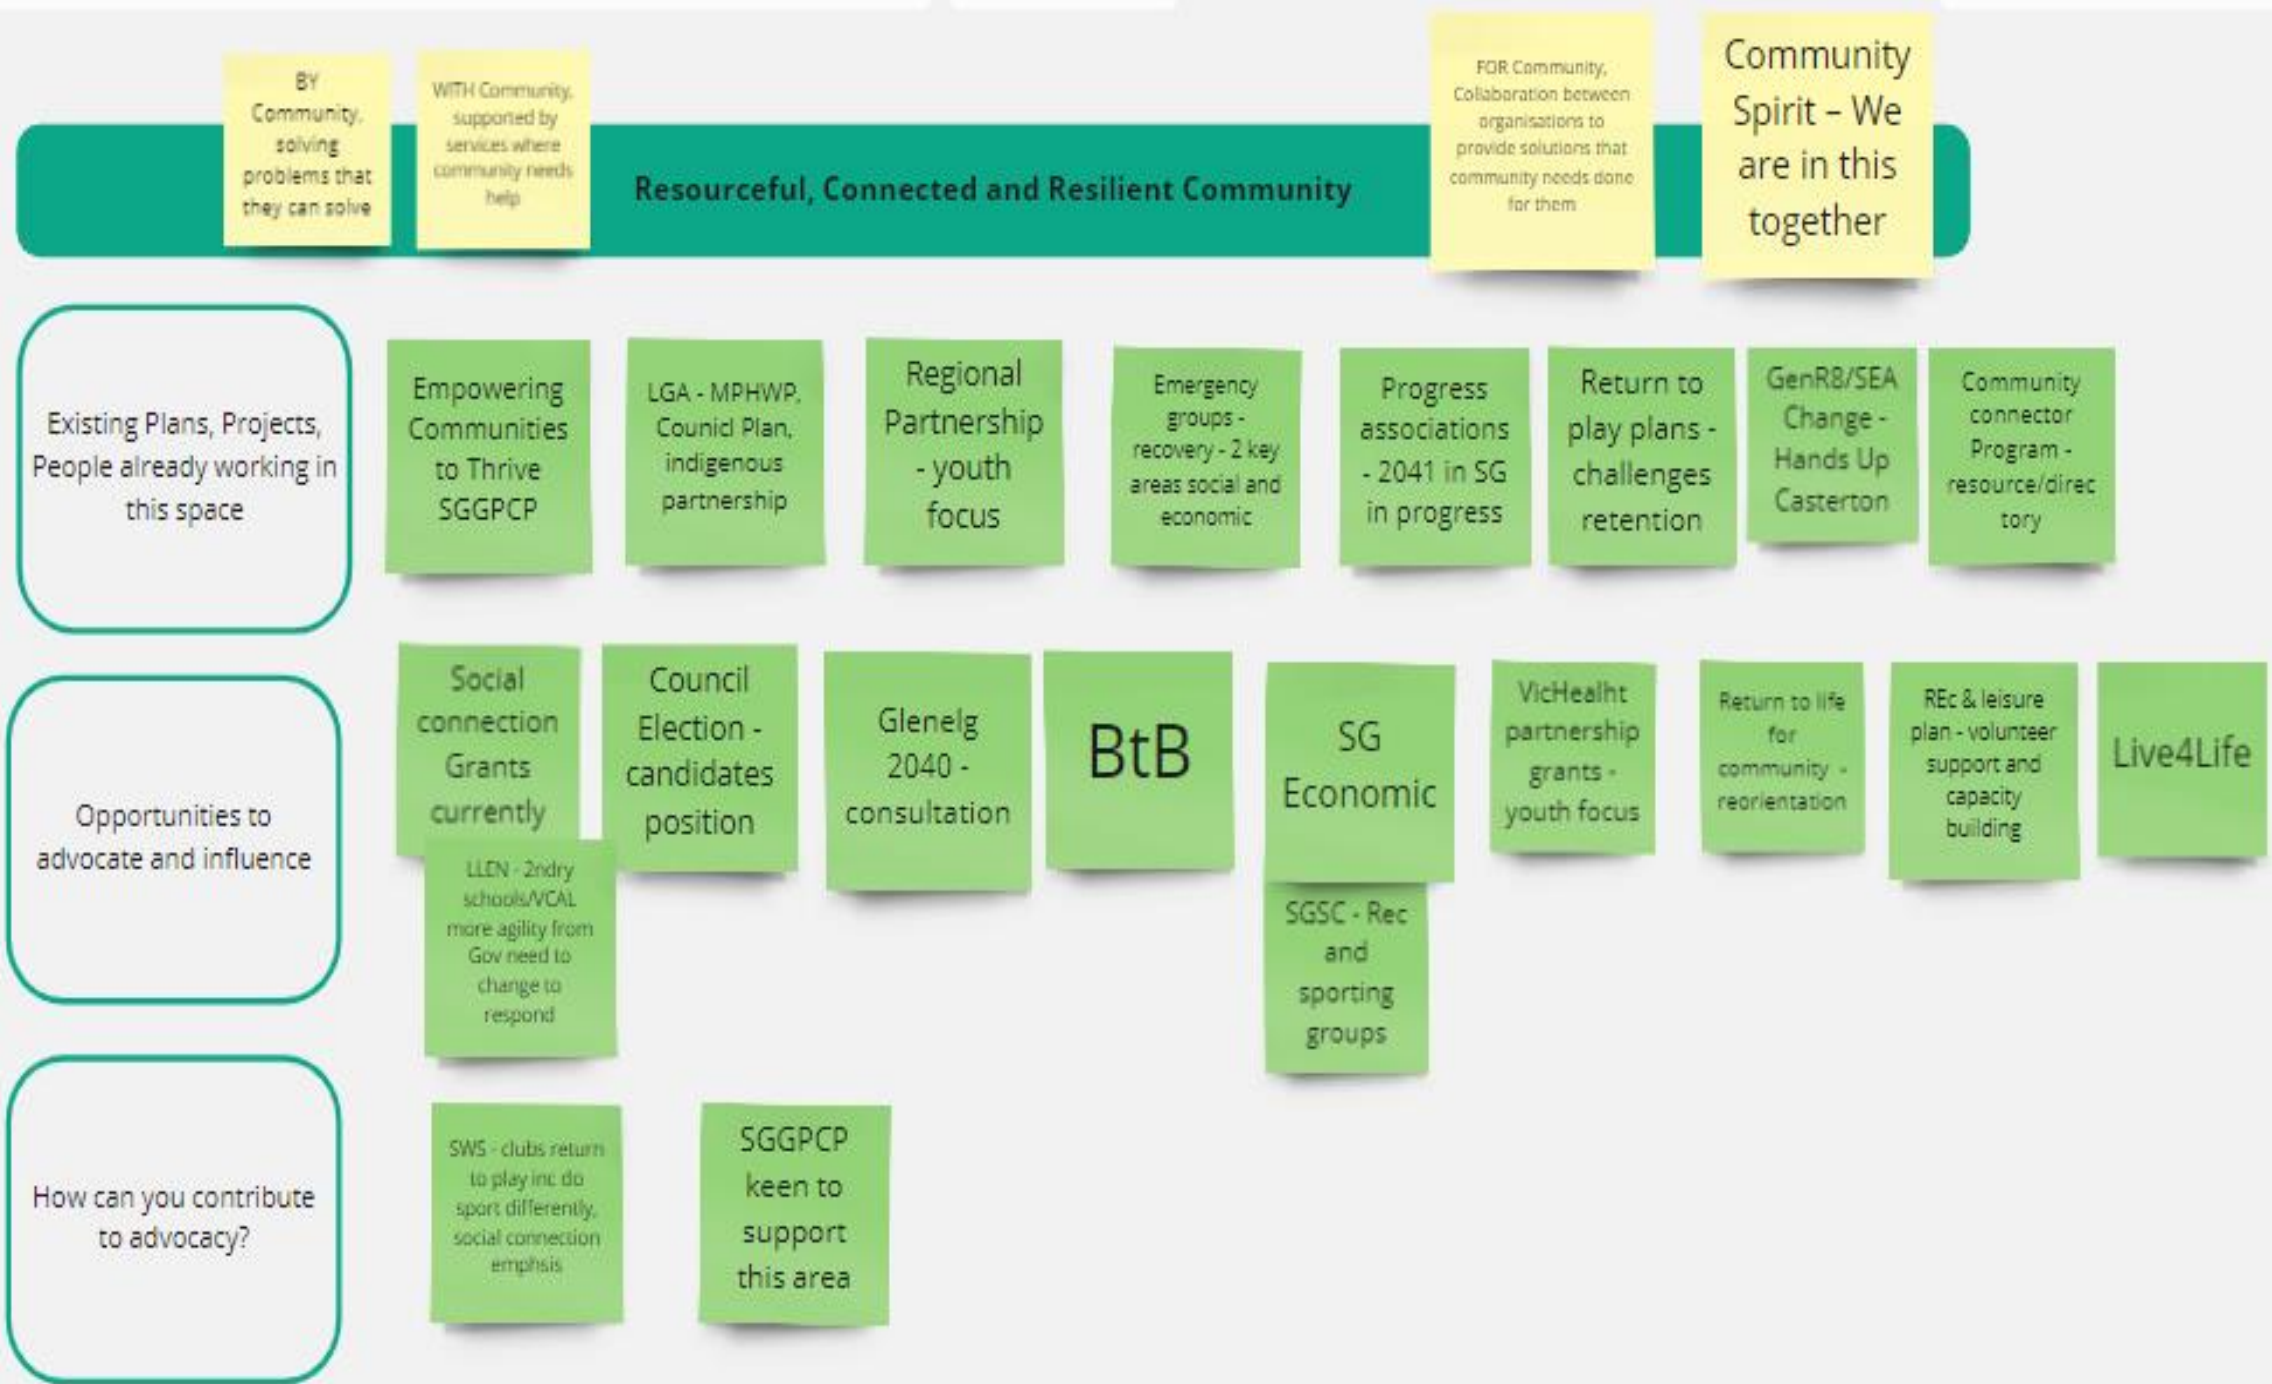 BY
Community,
solving
problems that
they can solve
WITH Community,
supported by
services where
community needs
help
Resourceful, Connected and Resilient Community
FOR Community,
Collaboration between
organisations to
provide solutions that
community needs done
for them
Community
Spirit – We
are in this
together
Existing Plans, Projects,
People already working in
this space
Empowering
Communities
to Thrive
SGGPCP
LGA - MPHWP,
Counicl Plan,
indigenous
partnership
Regional
Partnership
- youth
focus
Emergency
groups -
recovery - 2 key
areas social and
economic
Progress
associations
- 2041 in SG
in progress
Return to
play plans -
challenges
retention
GenR8/SEA
Change -
Hands Up
Casterton
Community
connector
Program -
resource/direc
tory
Opportunities to
advocate and influence
Social
connection
Grants
currently
LLEN - 2ndry
schools/VCAL
more agility from
Gov need to
change to
respond
Council
Election -
candidates
position
Glenelg
2040 -
consultation
BtB
SG
Economic
SGSC - Rec
and
sporting
groups
VicHealht
partnership
grants -
youth focus
Return to life
for
community -
reorientation
REc & leisure
plan - volunteer
support and
capacity
building
Live4Life
How can you contribute
to advocacy?
SWS - clubs return
to play inc do
sport differently,
social connection
emphsis
SGGPCP
keen to
support
this area